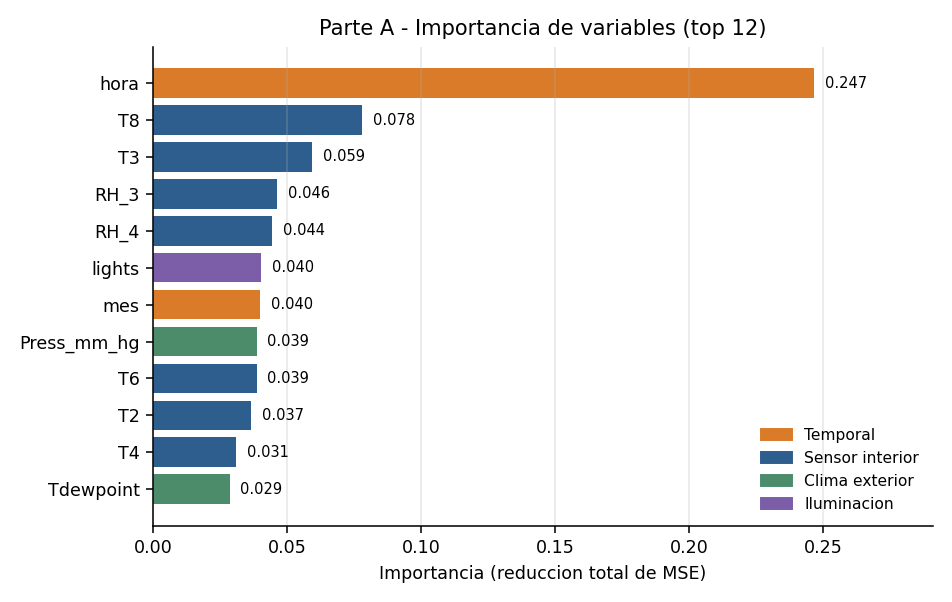 Parte A - Importancia de variables (top 12)
hora 0.247
T8 0.078
T3 0.059
RH_3 0.046
RH_4 0.044
lights 0.040
mes 0.040
Press_mm_hg 0.039
T6 0.039
T2 0.037
T4 0.031
Tdewpoint 0.029
Temporal
Sensor interior
Clima exterior
Iluminacion
0.00 0.05 0.10 0.15 0.20 0.25
Importancia (reduccion total de MSE)